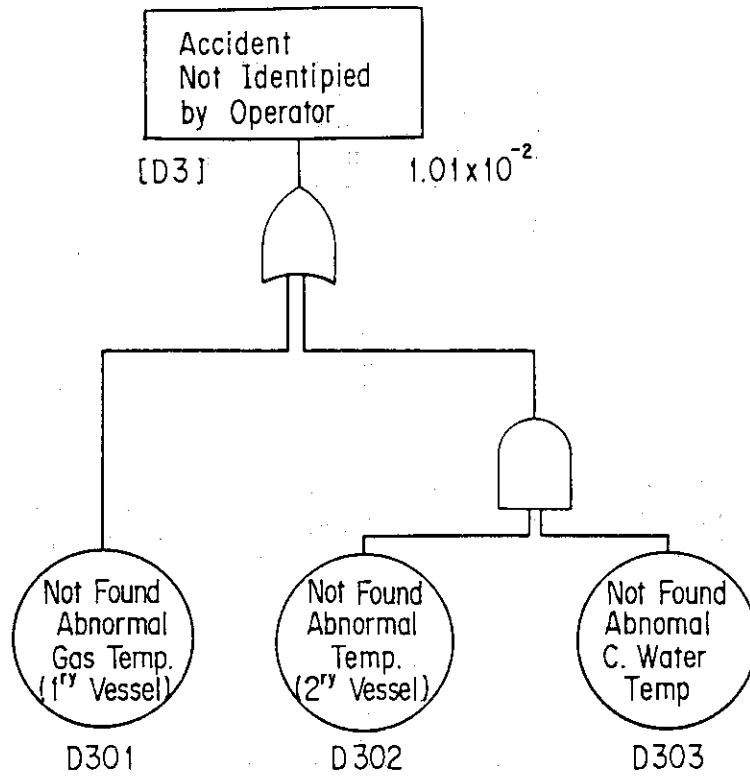 Accident
Not Identipied
by Operator
[D3] 1.01x10⁻²
Not Found
Abnormal
Gas Temp.
(1ʳʸ Vessel)
Not Found
Abnormal
Temp.
(2ʳʸ Vessel)
Not Found
Abnomal
C. Water
Temp
D301 D302 D303